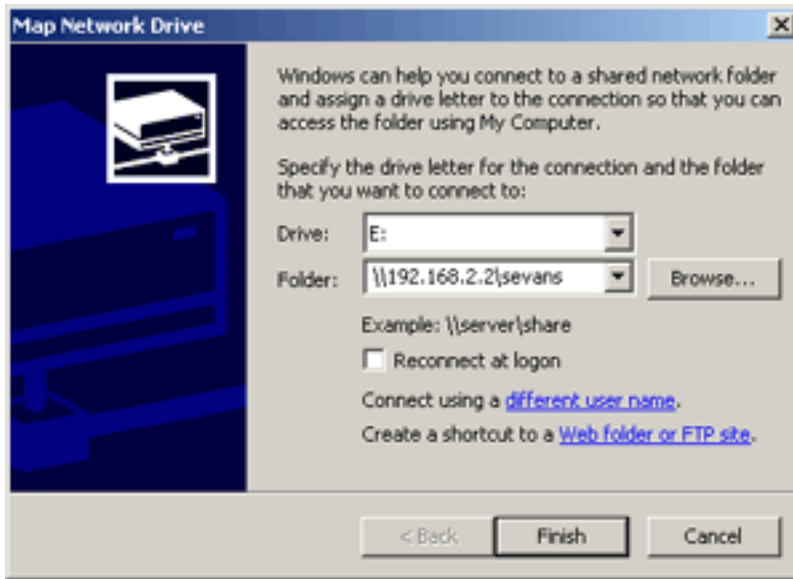 Map Network Drive
Windows can help you connect to a shared network folder
and assign a drive letter to the connection so that you can
access the folder using My Computer.
Specify the drive letter for the connection and the folder
that you want to connect to:
Drive: E:
Folder: \\192.168.2.2\sevans Browse...
Example: \\server\share
Reconnect at logon
Connect using a different user name.
Create a shortcut to a Web folder or FTP site.
< Back Finish Cancel